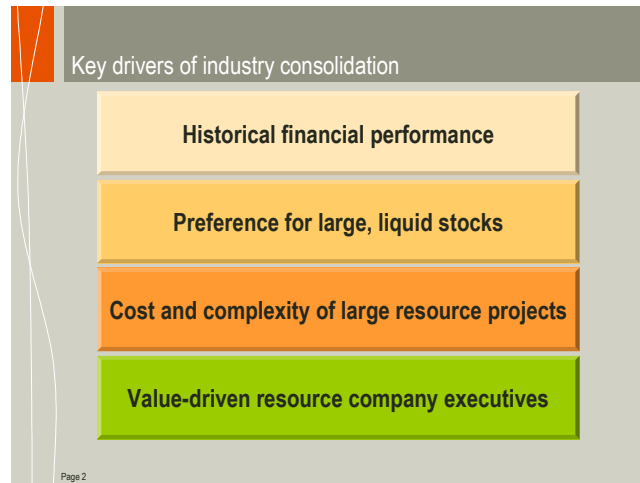 Key drivers of industry consolidation
Historical financial performance
Preference for large, liquid stocks
Cost and complexity of large resource projects
Value-driven resource company executives
Page 2